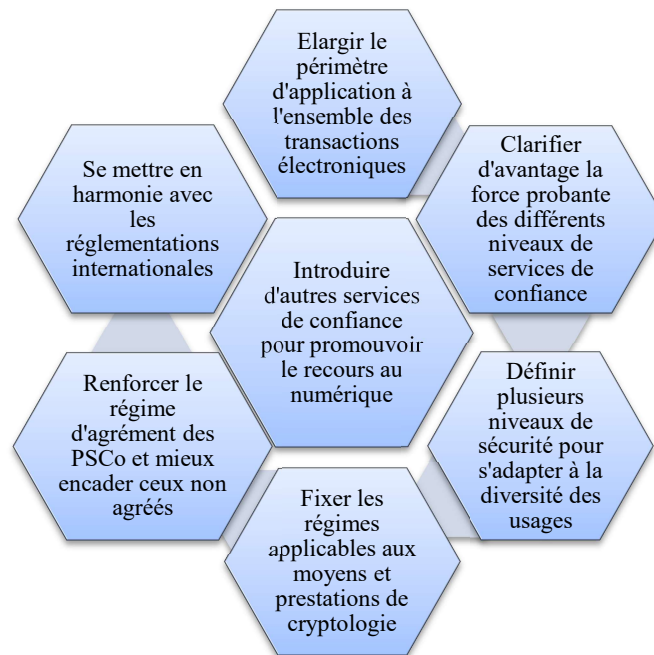 Elargir le
périmètre
d'application à
l'ensemble des
transactions
électroniques
Clarifier
d'avantage la
force probante
des différents
niveaux de
services de
confiance
Définir
plusieurs
niveaux de
sécurité pour
s'adapter à la
diversité des
usages
Fixer les
régimes
applicables aux
moyens et
prestations de
cryptologie
Renforcer le
régime
d'agrément des
PSCo et mieux
encader ceux non
agréés
Se mettre en
harmonie avec
les
réglementations
internationales
Introduire
d'autres services
de confiance
pour promouvoir
le recours au
numérique